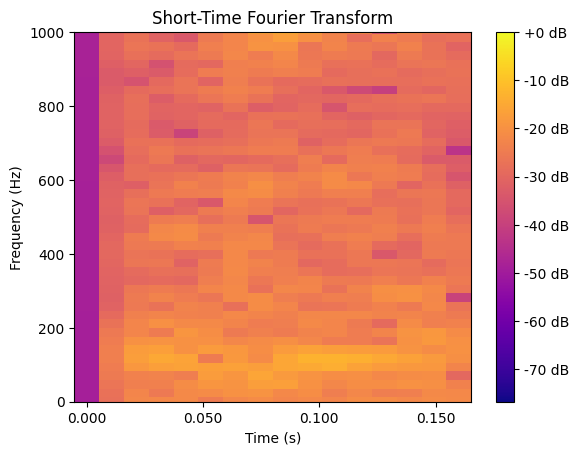 Short-Time Fourier Transform
Frequency (Hz)
1000
800
600
400
200
0
0.000
0.050
0.100
0.150
Time (s)
+0 dB
-10 dB
-20 dB
-30 dB
-40 dB
-50 dB
-60 dB
-70 dB